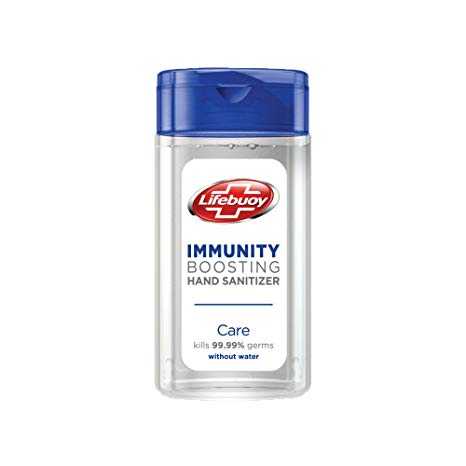 Lifebuoy
IMMUNITY
BOOSTING
HAND SANITIZER
Care
kills 99.99% germs
without water